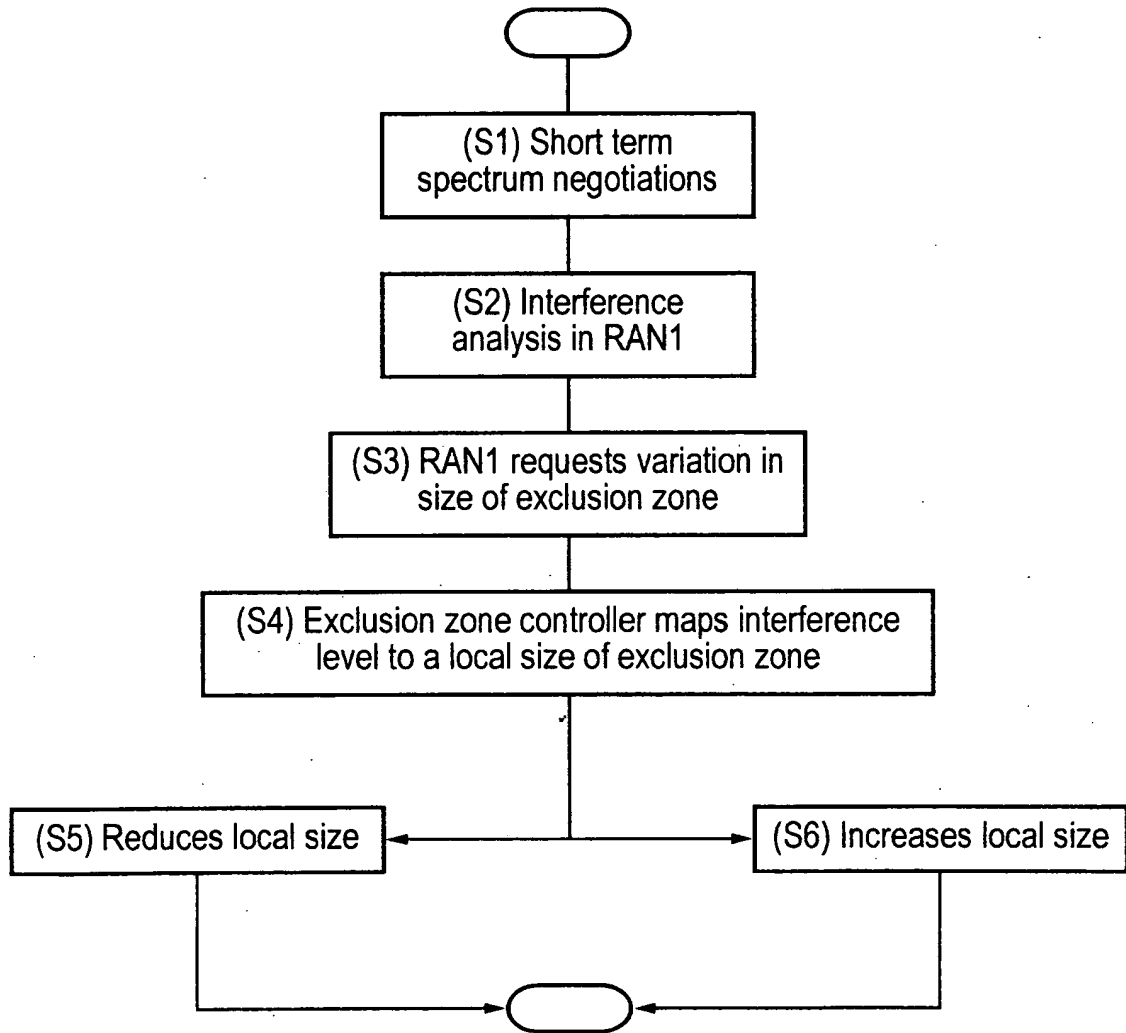 (S1) Short term
spectrum negotiations
(S2) Interference
analysis in RAN1
(S3) RAN1 requests variation in
size of exclusion zone
(S4) Exclusion zone controller maps interference
level to a local size of exclusion zone
(S5) Reduces local size
(S6) Increases local size